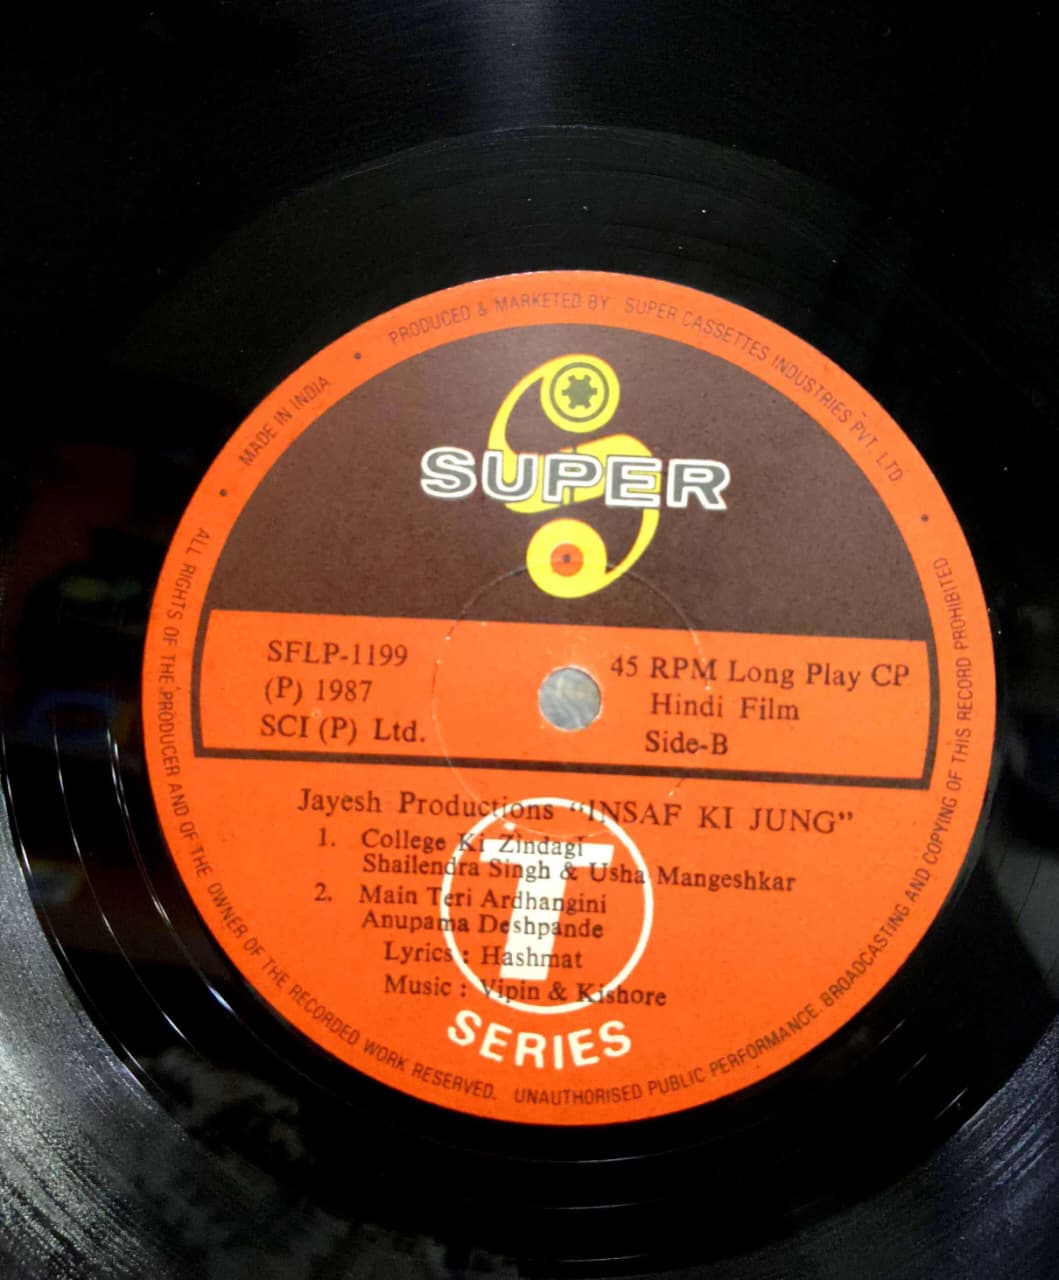 MADE IN INDIA • PRODUCED & MARKETED BY SUPER CASSETTES INDUSTRIES PVT. LTD •
SUPER
SFLP-1199
(P) 1987
SCI (P) Ltd.
45 RPM Long Play CP
Hindi Film
Side-B
Jayesh Productions "INSAF KI JUNG"
1. College Ki Zindagi
Shailendra Singh & Usha Mangeshkar
2. Main Teri Ardhangini
Anupama Deshpande
Lyrics : Hashmat
Music : Vipin & Kishore
T
SERIES
ALL RIGHTS OF THE PRODUCER AND OF THE OWNER OF THE RECORDED WORK RESERVED. UNAUTHORISED PUBLIC PERFORMANCE. BROADCASTING AND COPYING OF THIS RECORD PROHIBITED